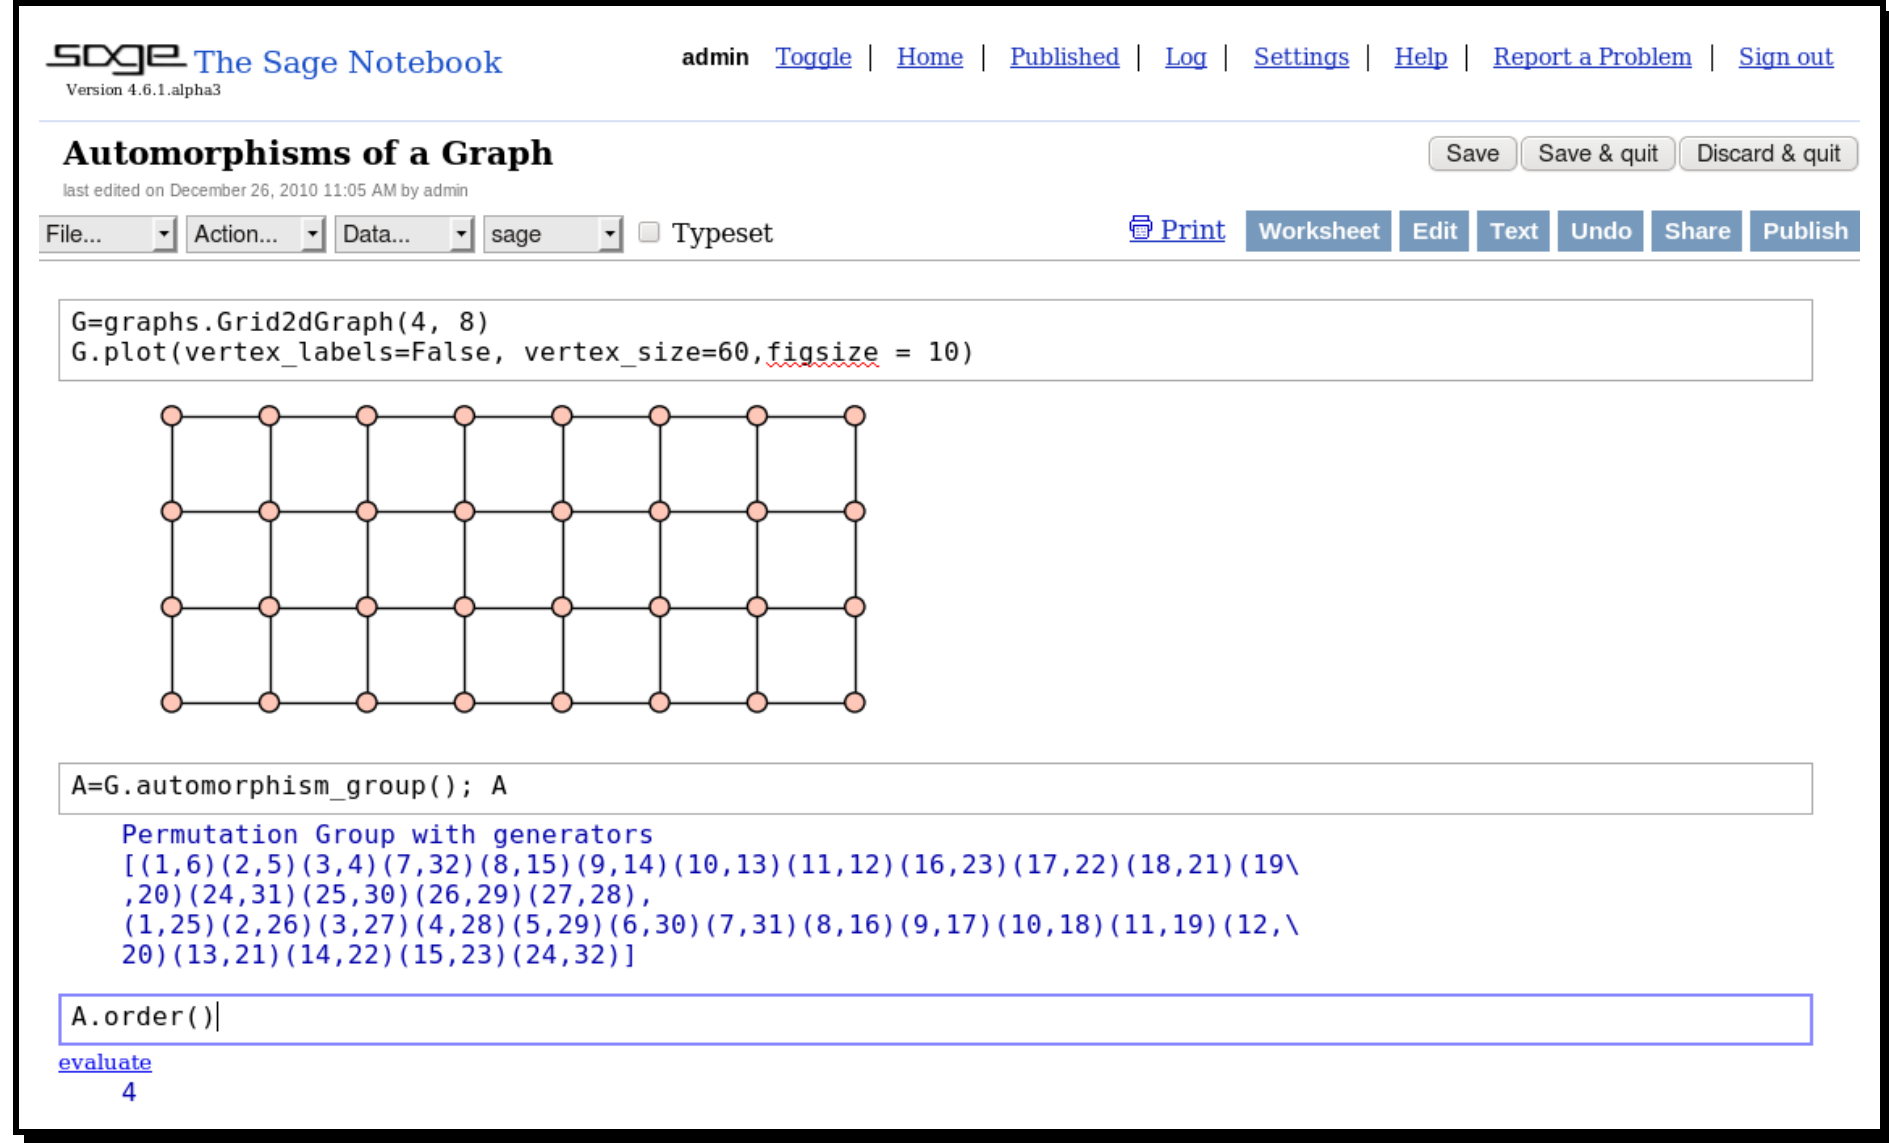 sage The Sage Notebook
Version 4.6.1.alpha3
admin Toggle | Home | Published | Log | Settings | Help | Report a Problem | Sign out
Automorphisms of a Graph
last edited on December 26, 2010 11:05 AM by admin
Save Save & quit Discard & quit
File... Action... Data... sage Typeset Print Worksheet Edit Text Undo Share Publish
G=graphs.Grid2dGraph(4, 8)
G.plot(vertex_labels=False, vertex_size=60,figsize = 10)
A=G.automorphism_group(); A
Permutation Group with generators
[(1,6)(2,5)(3,4)(7,32)(8,15)(9,14)(10,13)(11,12)(16,23)(17,22)(18,21)(19\
,20)(24,31)(25,30)(26,29)(27,28),
(1,25)(2,26)(3,27)(4,28)(5,29)(6,30)(7,31)(8,16)(9,17)(10,18)(11,19)(12,\
20)(13,21)(14,22)(15,23)(24,32)]
A.order()
evaluate
4